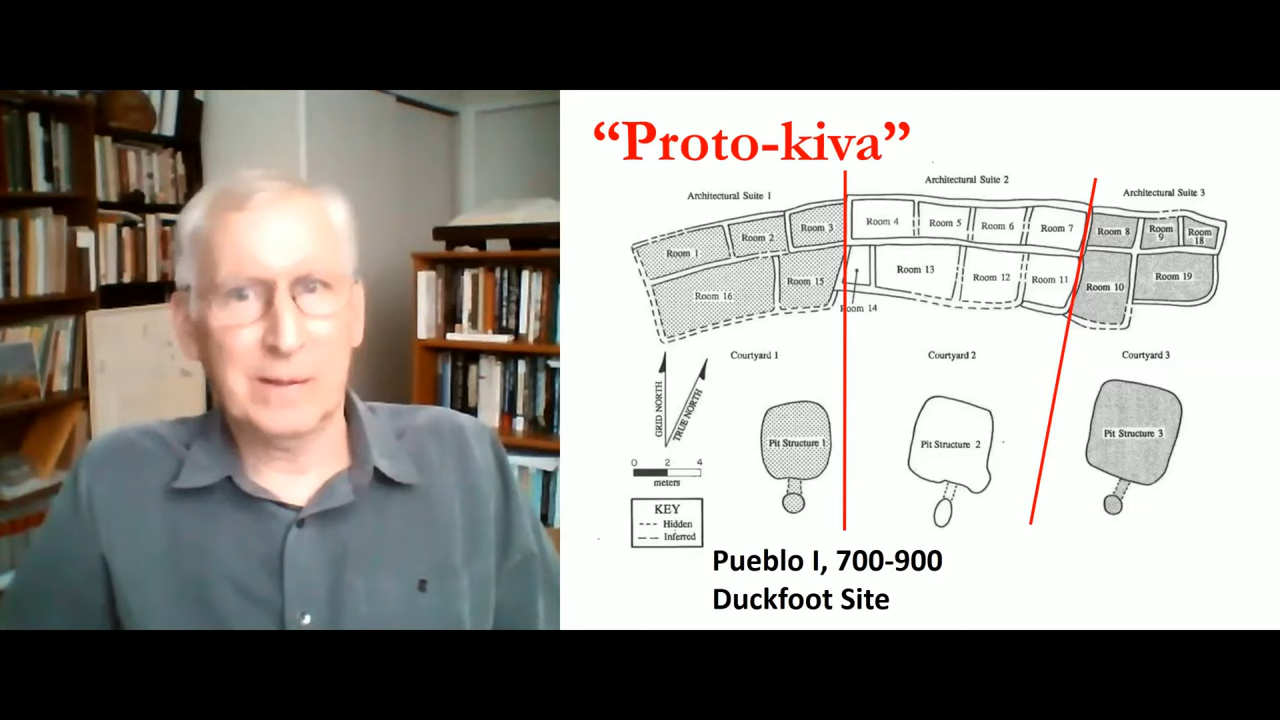 “Proto-kiva”
Architectural Suite 1
Architectural Suite 2
Architectural Suite 3
Room 1
Room 2
Room 3
Room 4
Room 5
Room 6
Room 7
Room 8
Room 9
Room 18
Room 16
Room 15
Room 14
Room 13
Room 12
Room 11
Room 10
Room 19
Courtyard 1
Courtyard 2
Courtyard 3
GRID NORTH
TRUE NORTH
Pit Structure 1
Pit Structure 2
Pit Structure 3
0 2 4
meters
KEY
Hidden
Inferred
Pueblo I, 700-900
Duckfoot Site